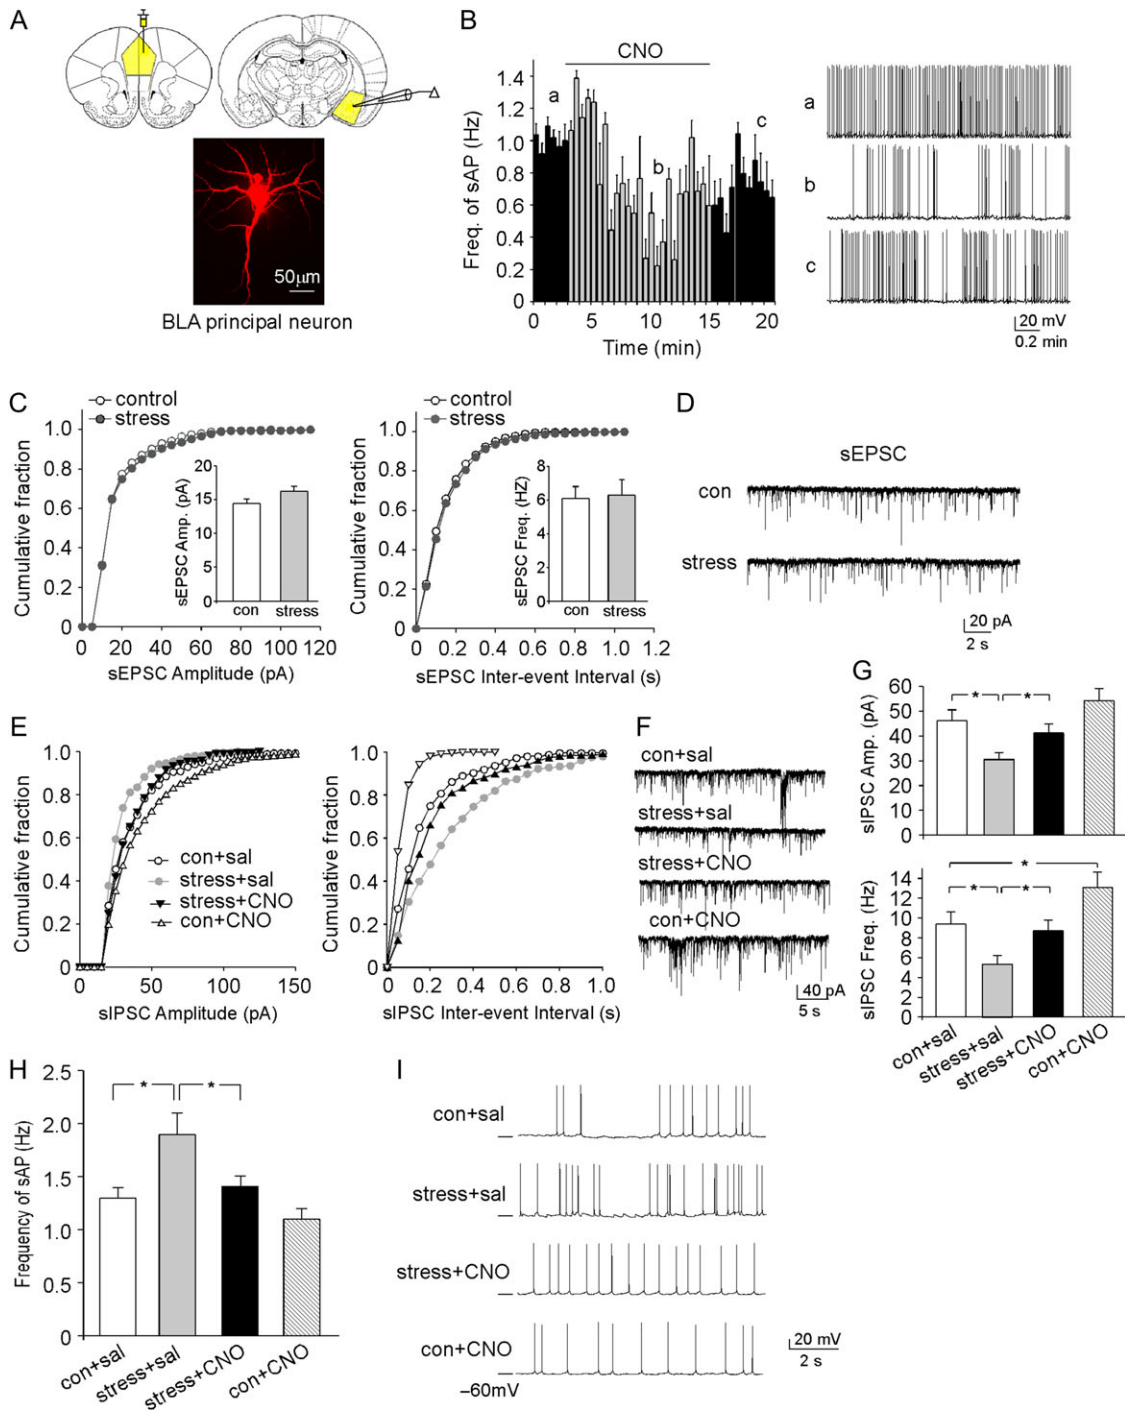 A
50μm
BLA principal neuron
B
CNO
1.4
1.2
1.0
0.8
0.6
0.4
0.2
0
Freq. of sAP (Hz)
a
b
c
0 5 10 15 20
Time (min)
a
b
c
20 mV
0.2 min
C
control
stress
1.0
0.8
0.6
0.4
0.2
0
Cumulative fraction
20 40 60 80 100 120
sEPSC Amplitude (pA)
20
15
10
5
0
sEPSC Amp. (pA)
con stress
control
stress
1.0
0.8
0.6
0.4
0.2
0
Cumulative fraction
0.2 0.4 0.6 0.8 1.0 1.2
sEPSC Inter-event Interval (s)
8
6
4
2
0
sEPSC Freq. (HZ)
con stress
D
sEPSC
con
stress
20 pA
2 s
E
1.0
0.8
0.6
0.4
0.2
0
Cumulative fraction
con+sal
stress+sal
stress+CNO
con+CNO
0 50 100 150
sIPSC Amplitude (pA)
1.0
0.8
0.6
0.4
0.2
0
Cumulative fraction
0 0.2 0.4 0.6 0.8 1.0
sIPSC Inter-event Interval (s)
F
con+sal
stress+sal
stress+CNO
con+CNO
40 pA
5 s
G
60
50
40
30
20
10
0
sIPSC Amp. (pA)
* *
14
12
10
8
6
4
2
0
sIPSC Freq. (Hz)
*
* *
con+sal
stress+sal
stress+CNO
con+CNO
H
2.5
2.0
1.5
1.0
0.5
0
Frequency of sAP (Hz)
* *
con+sal
stress+sal
stress+CNO
con+CNO
I
con+sal
stress+sal
stress+CNO
con+CNO
–60mV
20 mV
2 s